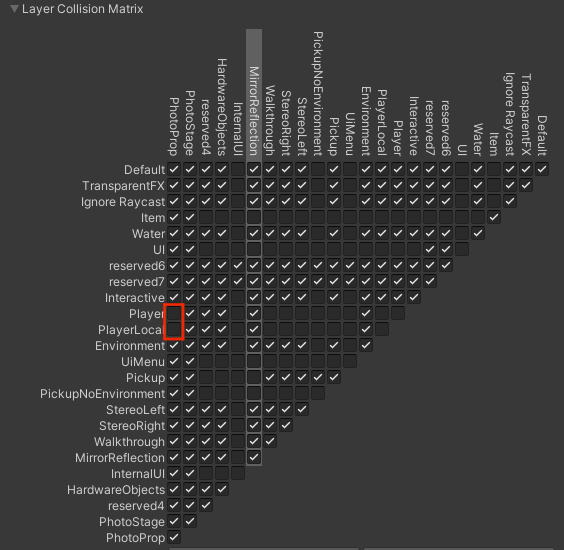 Layer Collision Matrix
PhotoProp
PhotoStage
reserved4
HardwareObjects
InternalUI
MirrorReflection
Walkthrough
StereoRight
StereoLeft
PickupNoEnvironment
Pickup
UiMenu
Environment
PlayerLocal
Player
Interactive
reserved7
reserved6
UI
Water
Item
Ignore Raycast
TransparentFX
Default
Default
TransparentFX
Ignore Raycast
Item
Water
UI
reserved6
reserved7
Interactive
Player
PlayerLocal
Environment
UiMenu
Pickup
PickupNoEnvironment
StereoLeft
StereoRight
Walkthrough
MirrorReflection
InternalUI
HardwareObjects
reserved4
PhotoStage
PhotoProp